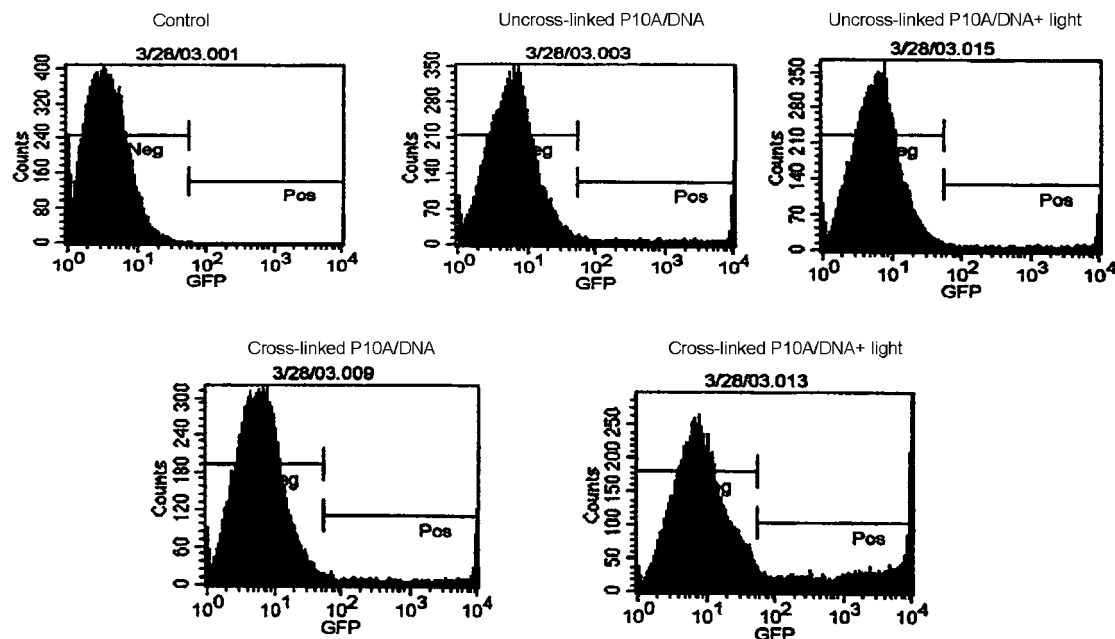 Control
3/28/03.001
Counts
400
320
240
160
80
0
Neg
Pos
10^0 10^1 10^2 10^3 10^4
GFP
Uncross-linked P10A/DNA
3/28/03.003
Counts
350
280
210
140
70
0
eg
Pos
10^0 10^1 10^2 10^3 10^4
GFP
Uncross-linked P10A/DNA+ light
3/28/03.015
Counts
350
280
210
140
70
0
eg
Pos
10^0 10^1 10^2 10^3 10^4
GFP
Cross-linked P10A/DNA
3/28/03.009
Counts
300
240
180
120
60
0
eg
Pos
10^0 10^1 10^2 10^3 10^4
GFP
Cross-linked P10A/DNA+ light
3/28/03.013
Counts
250
200
150
100
50
0
g
Pos
10^0 10^1 10^2 10^3 10^4
GFP